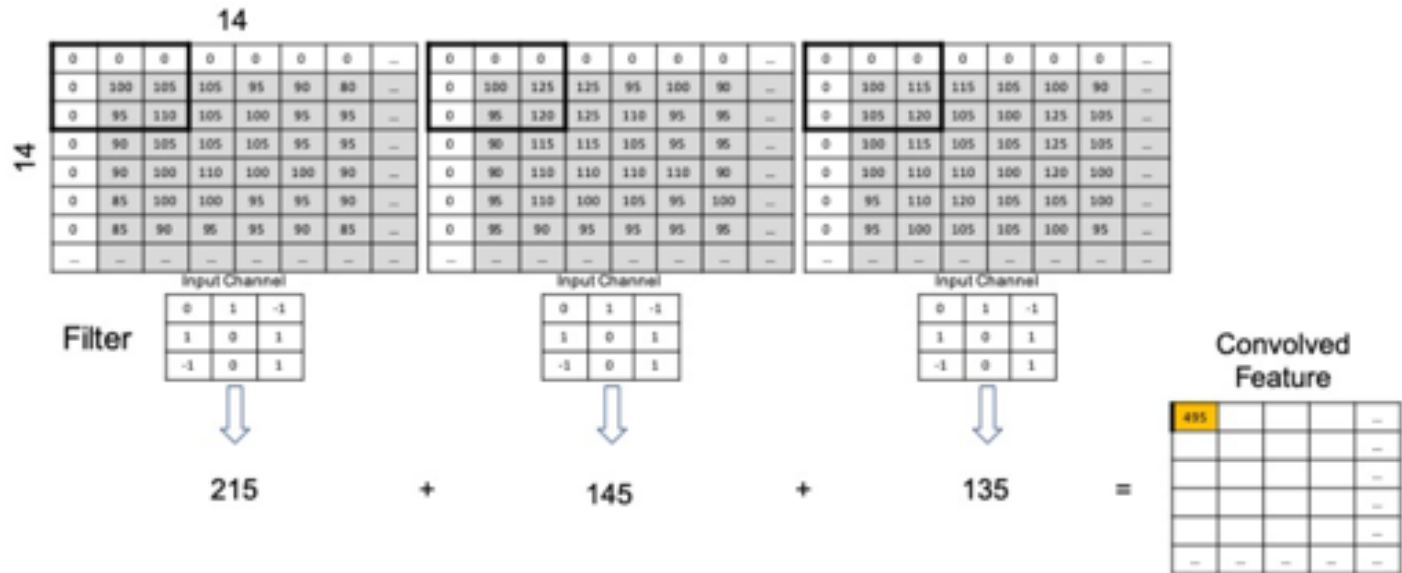 14
14
0 0 0 0 0 0 0 ...
0 100 105 105 95 90 80 ...
0 95 110 105 100 95 95 ...
0 90 105 105 105 95 95 ...
0 90 100 110 100 100 90 ...
0 85 100 100 95 95 90 ...
0 85 90 95 95 90 85 ...
... ... ... ... ... ... ... ...
Input Channel
0 0 0 0 0 0 0 ...
0 100 125 125 95 100 90 ...
0 95 120 125 110 95 95 ...
0 90 115 115 105 95 95 ...
0 90 110 110 110 110 90 ...
0 95 110 100 105 95 100 ...
0 95 90 95 95 95 95 ...
... ... ... ... ... ... ... ...
Input Channel
0 0 0 0 0 0 0 ...
0 100 115 115 105 100 90 ...
0 105 120 105 100 125 105 ...
0 100 115 105 105 125 105 ...
0 100 110 110 100 120 100 ...
0 95 110 120 105 105 100 ...
0 95 100 105 105 100 95 ...
... ... ... ... ... ... ... ...
Input Channel
Filter
0 1 -1
1 0 1
-1 0 1
0 1 -1
1 0 1
-1 0 1
0 1 -1
1 0 1
-1 0 1
215 + 145 + 135 =
Convolved
Feature
495 ...
...
...
...
...
... ... ... ... ...